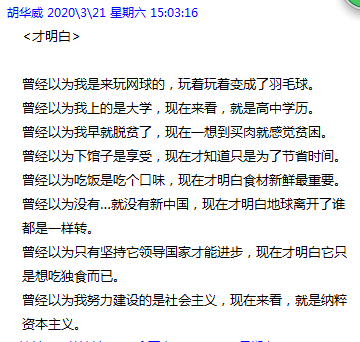 胡华威 2020\3\21 星期六 15:03:16
<才明白>
曾经以为我是来玩网球的，玩着玩着变成了羽毛球。
曾经以为我上的是大学，现在来看，就是高中学历。
曾经以为我早就脱贫了，现在一想到买肉就感觉贫困。
曾经以为下馆子是享受，现在才知道只是为了节省时间。
曾经以为吃饭是吃个口味，现在才明白食材新鲜最重要。
曾经以为没有...就没有新中国，现在才明白地球离开了谁
都是一样转。
曾经以为只有坚持它领导国家才能进步，现在才明白它只
是想吃独食而已。
曾经以为我努力建设的是社会主义，现在来看，就是纳粹
资本主义。